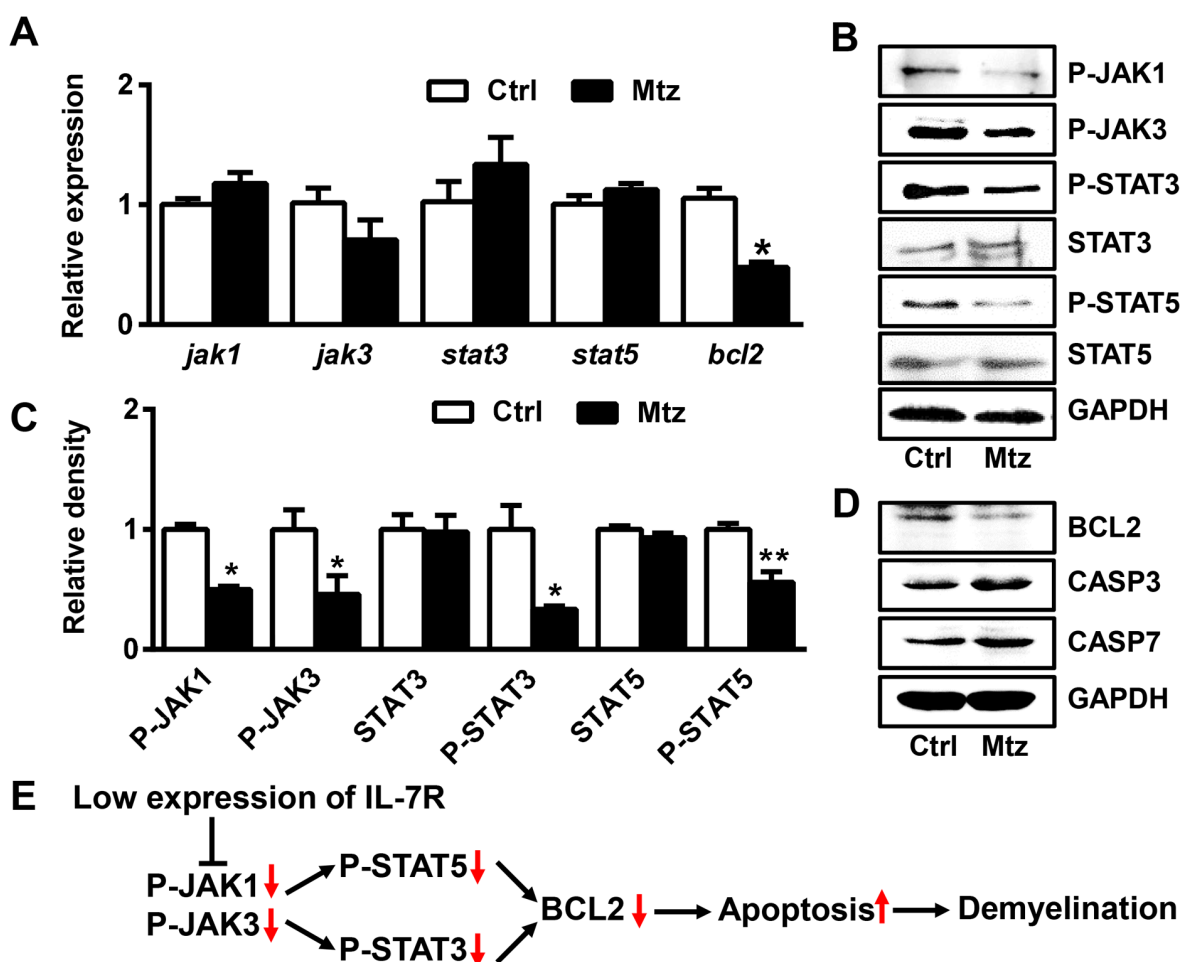 A
Relative expression
2
1
0
Ctrl Mtz
*
jak1 jak3 stat3 stat5 bcl2
B
P-JAK1
P-JAK3
P-STAT3
STAT3
P-STAT5
STAT5
GAPDH
Ctrl Mtz
C
Relative density
2
1
0
Ctrl Mtz
* * * **
P-JAK1 P-JAK3 STAT3 P-STAT3 STAT5 P-STAT5
D
BCL2
CASP3
CASP7
GAPDH
Ctrl Mtz
E Low expression of IL-7R
P-JAK1
P-JAK3
P-STAT5
P-STAT3
BCL2
Apoptosis
Demyelination